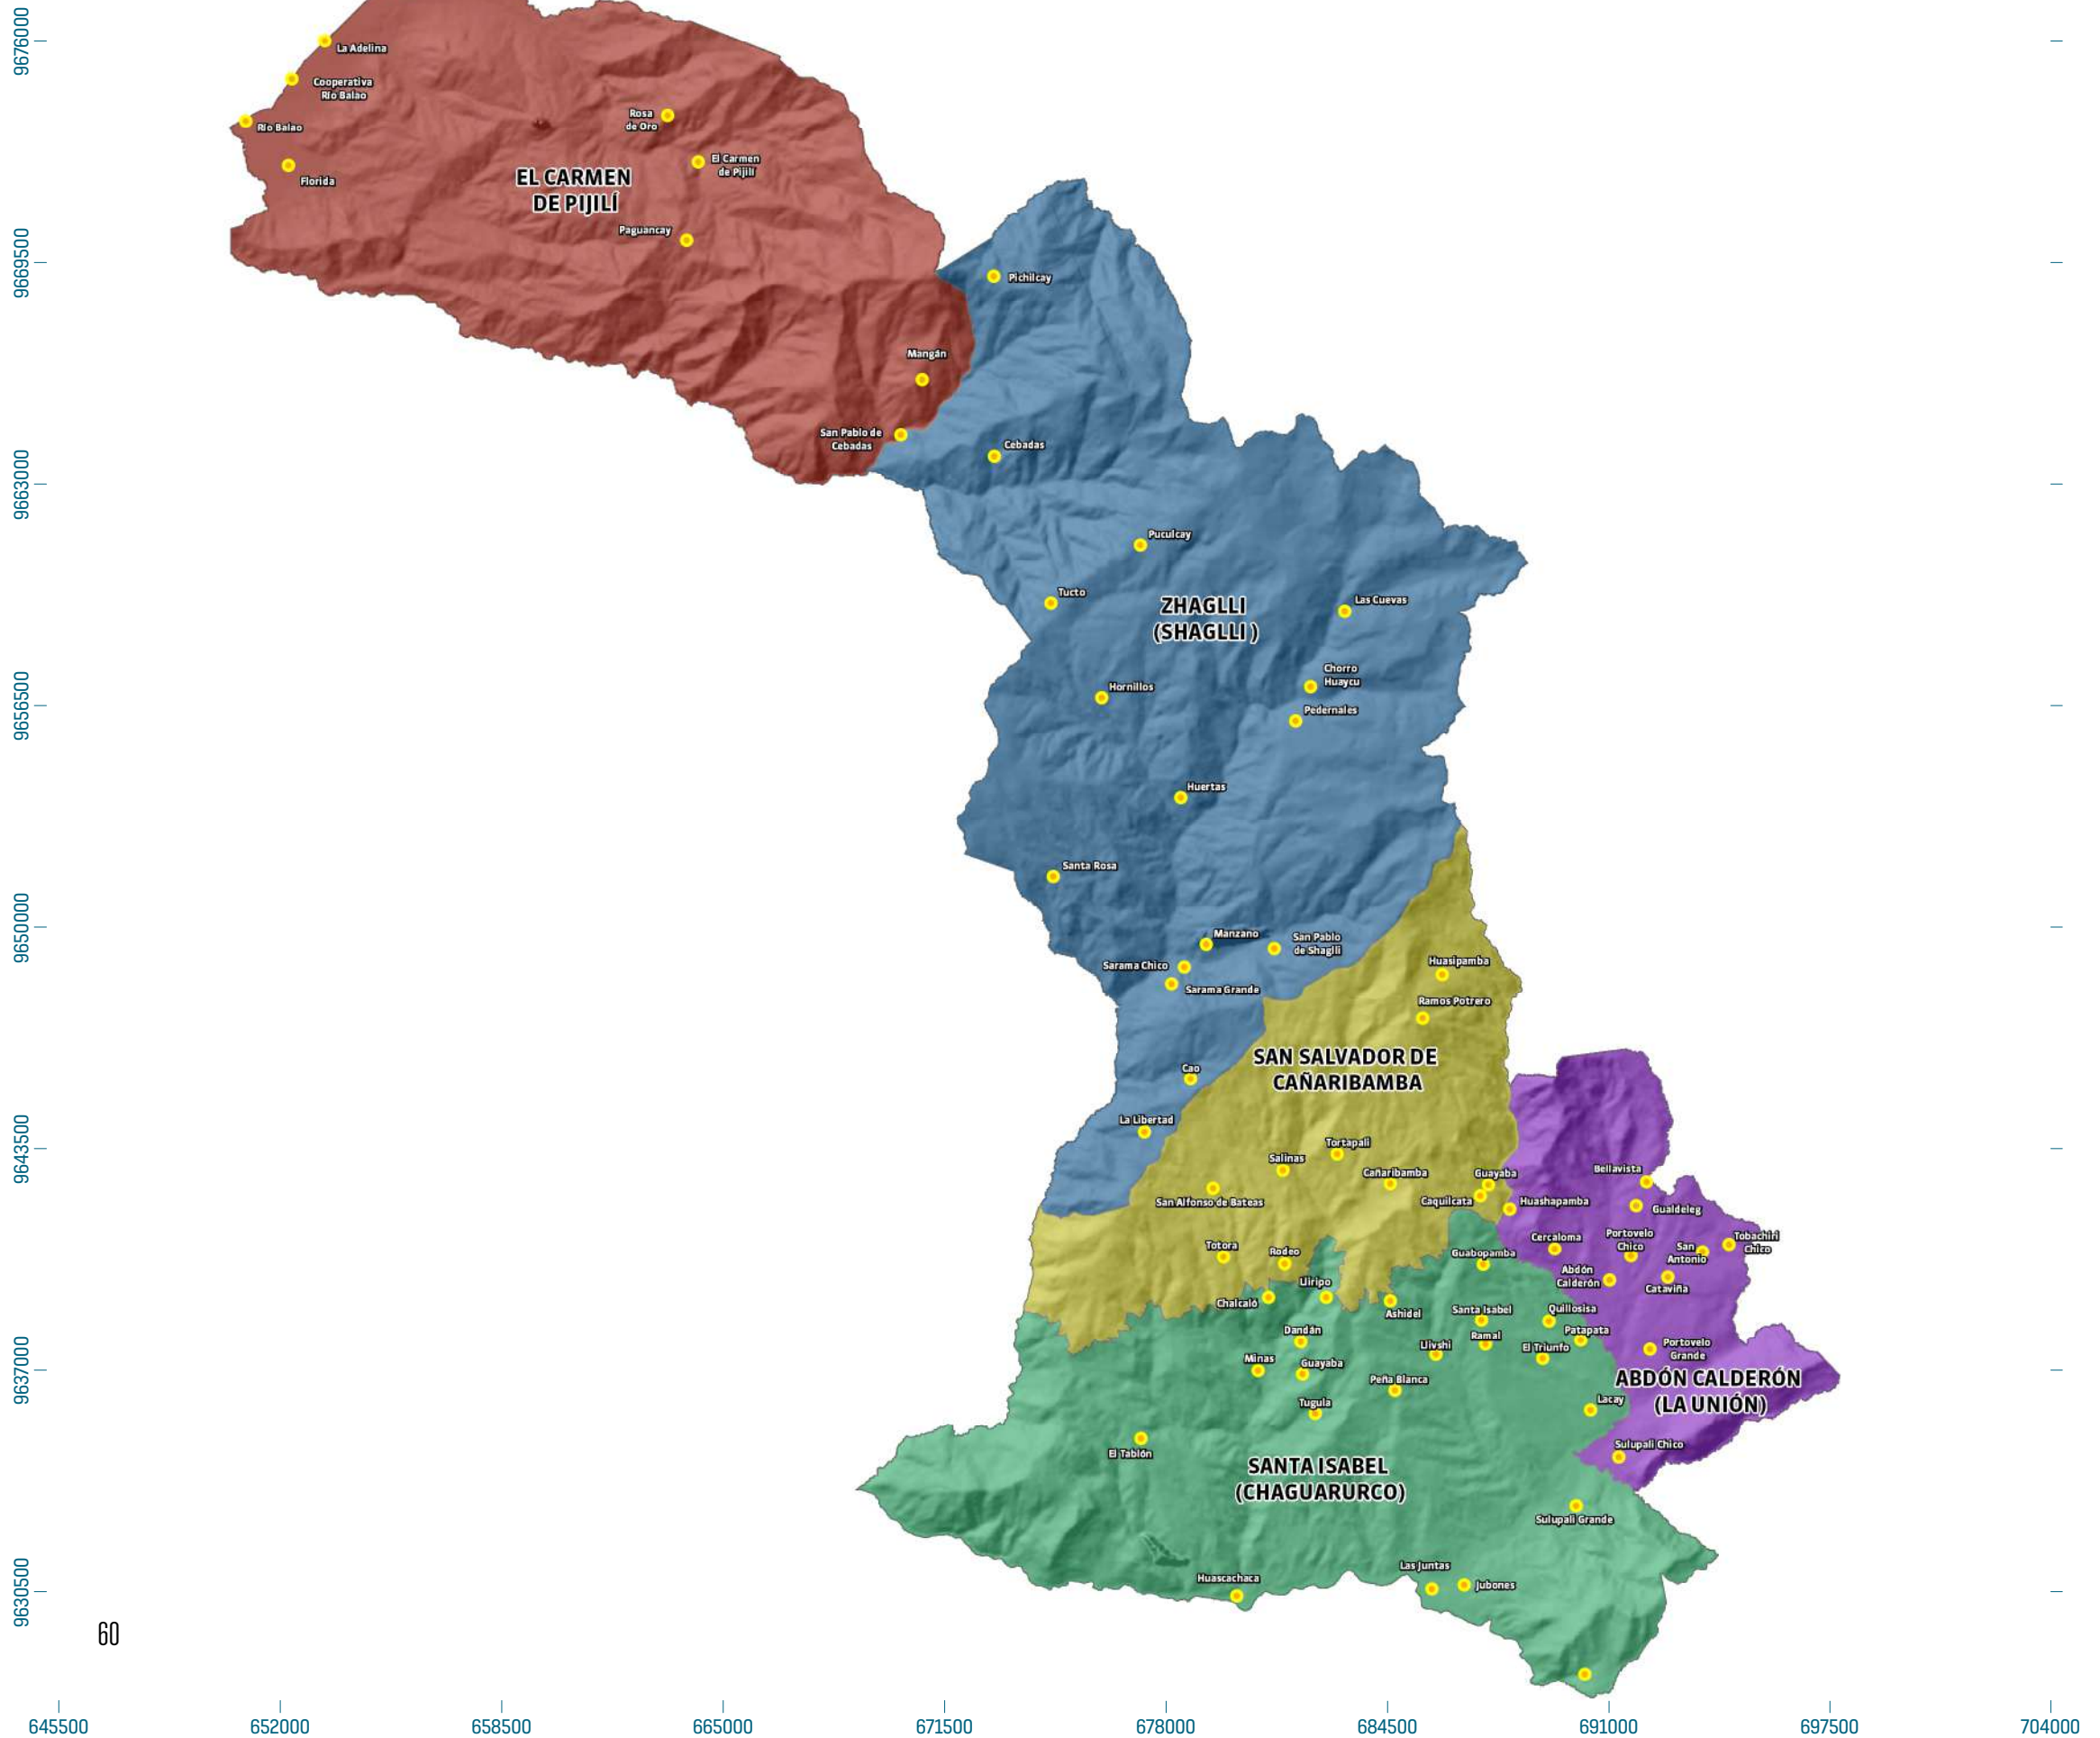 9676000
La Adelina
Cooperativa
Río Balao
Río Balao
Rosa
de Oro
El Carmen
de Pijilí
Florida
EL CARMEN
DE PIJILÍ
Paguancay
9669500
Pichilcay
Mangán
San Pablo de
Cebadas
Cebadas
9663000
Puculcay
Tucto
ZHAGLLI
(SHAGLLI )
Las Cuevas
Chorro
Huaycu
Hornillos
Pedernales
9656500
Huertas
Santa Rosa
9650000
Manzano
San Pablo
de Shaglli
Sarama Chico
Sarama Grande
Huasipamba
Ramos Potrero
SAN SALVADOR DE
CAÑARIBAMBA
Cao
La Libertad
9643500
Tortapali
Salinas
Cañaribamba
Guayaba
Bellavista
San Alfonso de Bateas
Caquilcata
Huashapamba
Gualdeleg
Totora
Rodeo
Guabopamba
Cercaloma
Portovelo
Chico
San
Antonio
Tobachiri
Chico
Abdón
Calderón
Cataviña
Lliripo
Chalcaló
Ashidel
Santa Isabel
Quillosisa
Dandán
Ramal
Patapata
Llivshi
El Triunfo
Portovelo
Grande
9637000
Minas
Guayaba
Peña Blanca
ABDÓN CALDERÓN
(LA UNIÓN)
Tugula
Lacay
El Tablón
Sulupali Chico
SANTA ISABEL
(CHAGUARURCO)
Sulupali Grande
9630500
Huascachaca
Las Juntas
Jubones
60
645500
652000
658500
665000
671500
678000
684500
691000
697500
704000